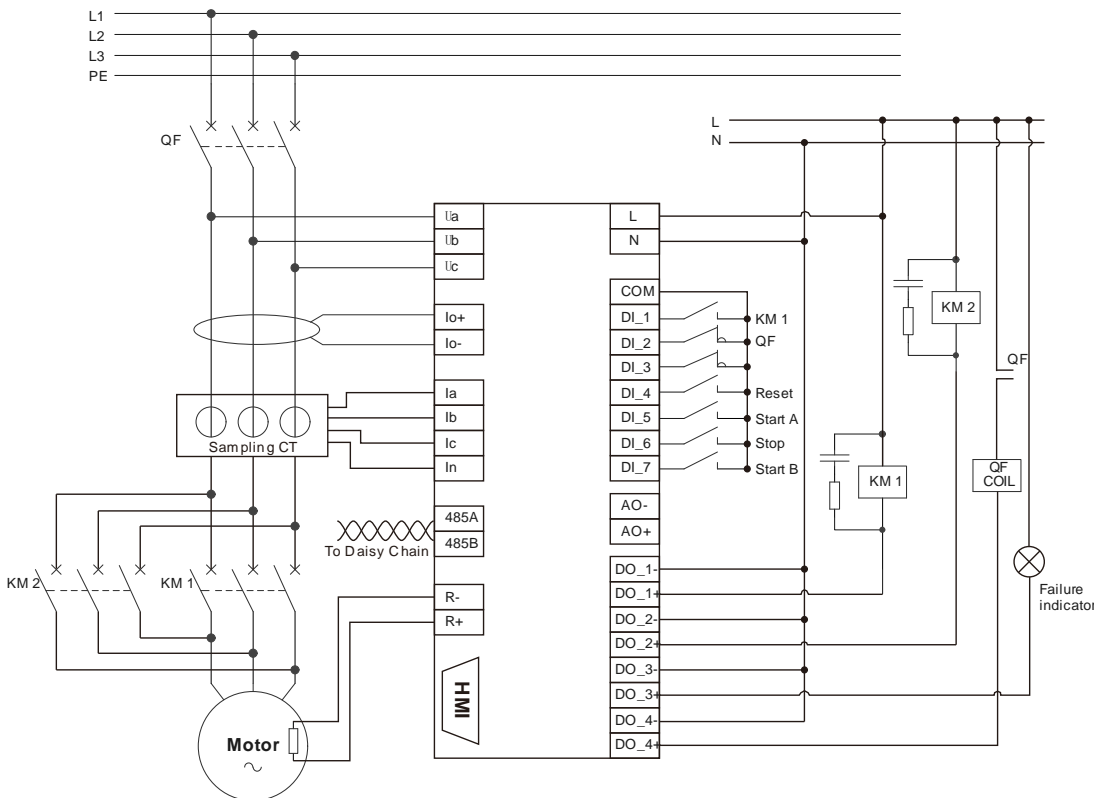 L1
L2
L3
PE
QF
L
N
Ua
Ub
Uc
Io+
Io-
Ia
Ib
Ic
In
Sampling CT
485A
485B
To Daisy Chain
R-
R+
HMI
KM 2
KM 1
Motor
L
N
COM
DI_1
KM 1
DI_2
QF
DI_3
DI_4
Reset
DI_5
Start A
DI_6
Stop
DI_7
Start B
AO-
AO+
DO_1-
DO_1+
DO_2-
DO_2+
DO_3-
DO_3+
DO_4-
DO_4+
KM 2
KM 1
QF
QF
COIL
Failure
indicator